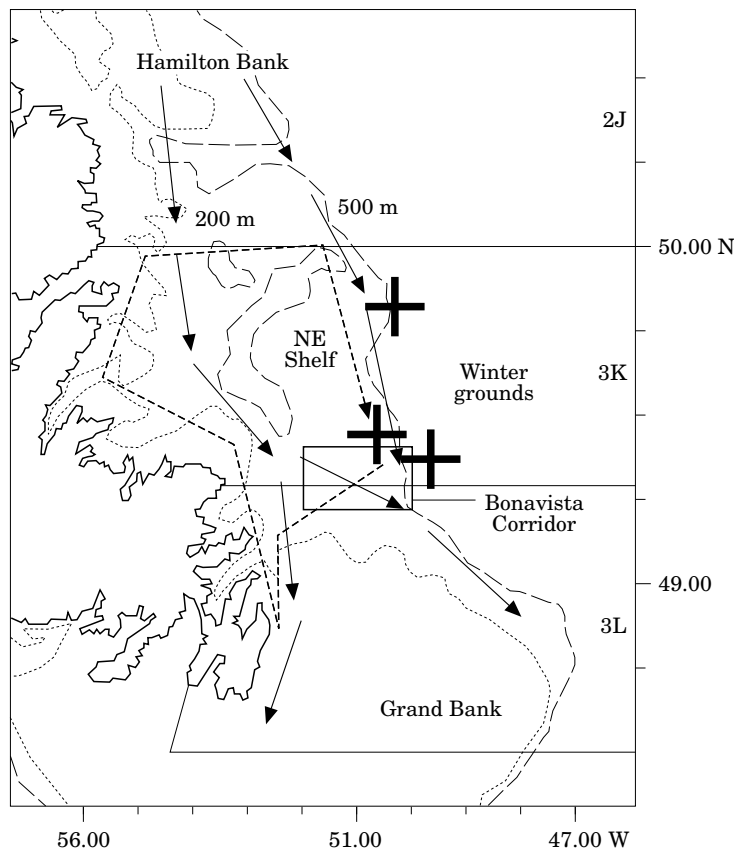 Hamilton Bank
2J
200 m
500 m
50.00 N
NE
Shelf
Winter
grounds
3K
Bonavista
Corridor
49.00
3L
Grand Bank
56.00
51.00
47.00 W